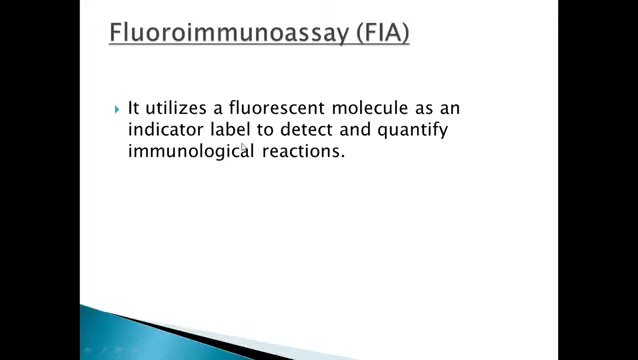 Fluoroimmunoassay (FIA)
It utilizes a fluorescent molecule as an
indicator label to detect and quantify
immunological reactions.